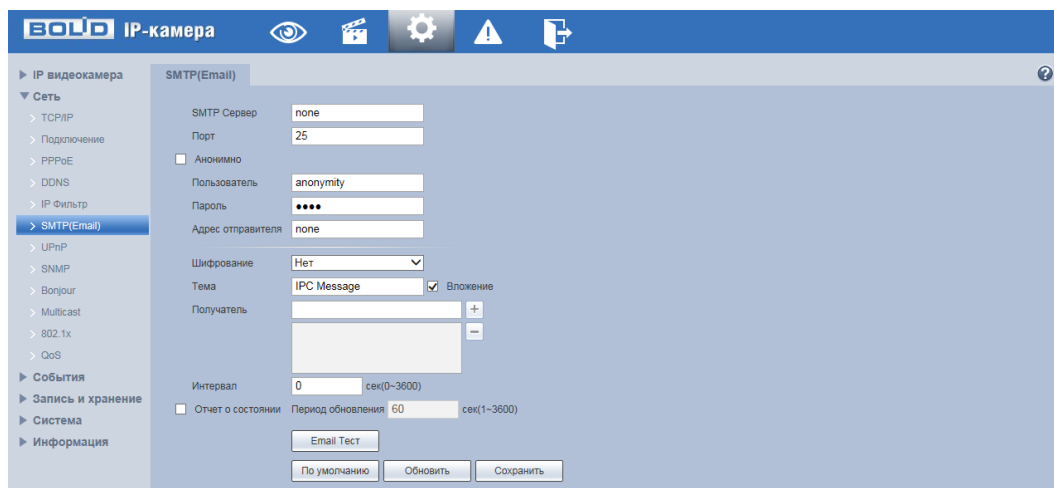 BOLID IP-камера
IP видеокамера
Сеть
TCP/IP
Подключение
PPPoE
DDNS
IP Фильтр
SMTP(Email)
UPnP
SNMP
Bonjour
Multicast
802.1x
QoS
События
Запись и хранение
Система
Информация
SMTP(Email)
SMTP Сервер none
Порт 25
Анонимно
Пользователь anonymity
Пароль ●●●●
Адрес отправителя none
Шифрование Нет
Тема IPC Message Вложение
Получатель
Интервал 0 сек(0~3600)
Отчет о состоянии Период обновления 60 сек(1~3600)
Email Тест
По умолчанию Обновить Сохранить